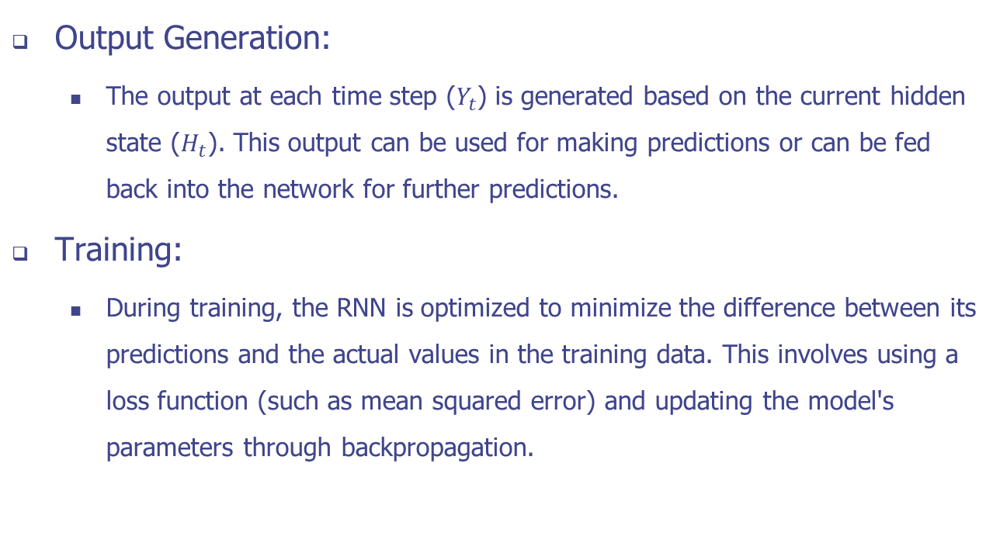 ❑ Output Generation:
▪ The output at each time step (Yₜ) is generated based on the current hidden
state (Hₜ). This output can be used for making predictions or can be fed
back into the network for further predictions.
❑ Training:
▪ During training, the RNN is optimized to minimize the difference between its
predictions and the actual values in the training data. This involves using a
loss function (such as mean squared error) and updating the model's
parameters through backpropagation.